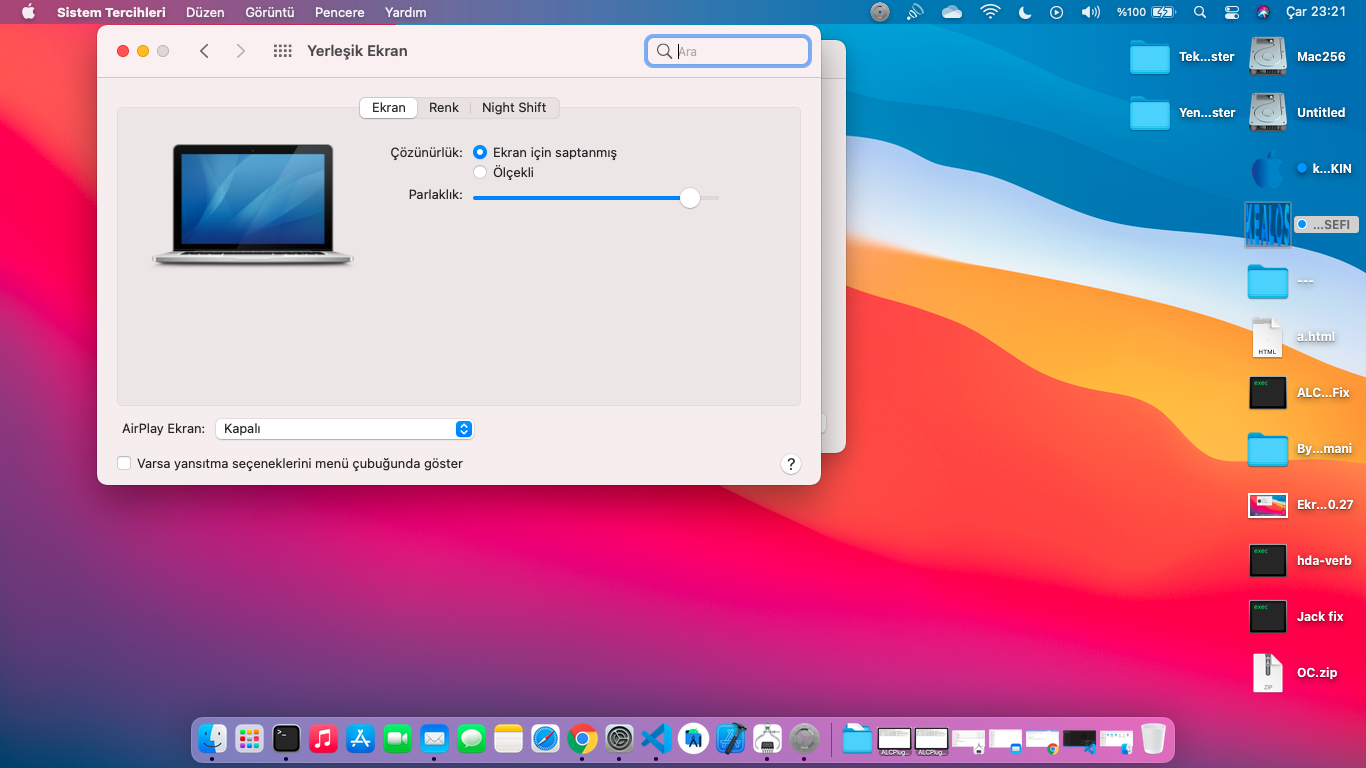 Sistem Tercihleri Düzen Görüntü Pencere Yardım %100 Çar 23:21
Yerleşik Ekran
Ara
Ekran Renk Night Shift
Çözünürlük: Ekran için saptanmış
Ölçekli
Parlaklık:
AirPlay Ekran: Kapalı
Varsa yansıtma seçeneklerini menü çubuğunda göster
?
Tek...ster
Mac256
Yen...ster
Untitled
k...KIN
KEALOS
...SEFI
---
HTML
a.html
exec
ALC...Fix
By...mani
Ekr...0.27
exec
hda-verb
exec
Jack fix
ZIP
OC.zip
ALCPlug...
ALCPlug...